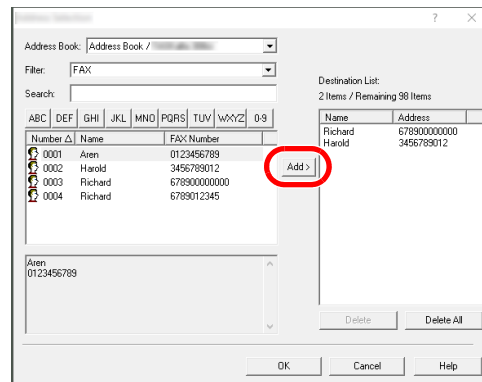 ? ×
Address Book: Address Book /
Filter: FAX
Search:
ABC DEF GHI JKL MNO PQRS TUV WXYZ 0-9
Number △ Name FAX Number
0001 Aren 0123456789
0002 Harold 3456789012
0003 Richard 678900000000
0004 Richard 6789012345
Aren
0123456789
Add >
Destination List:
2 Items / Remaining 98 Items
Name Address
Richard 678900000000
Harold 3456789012
Delete Delete All
OK Cancel Help